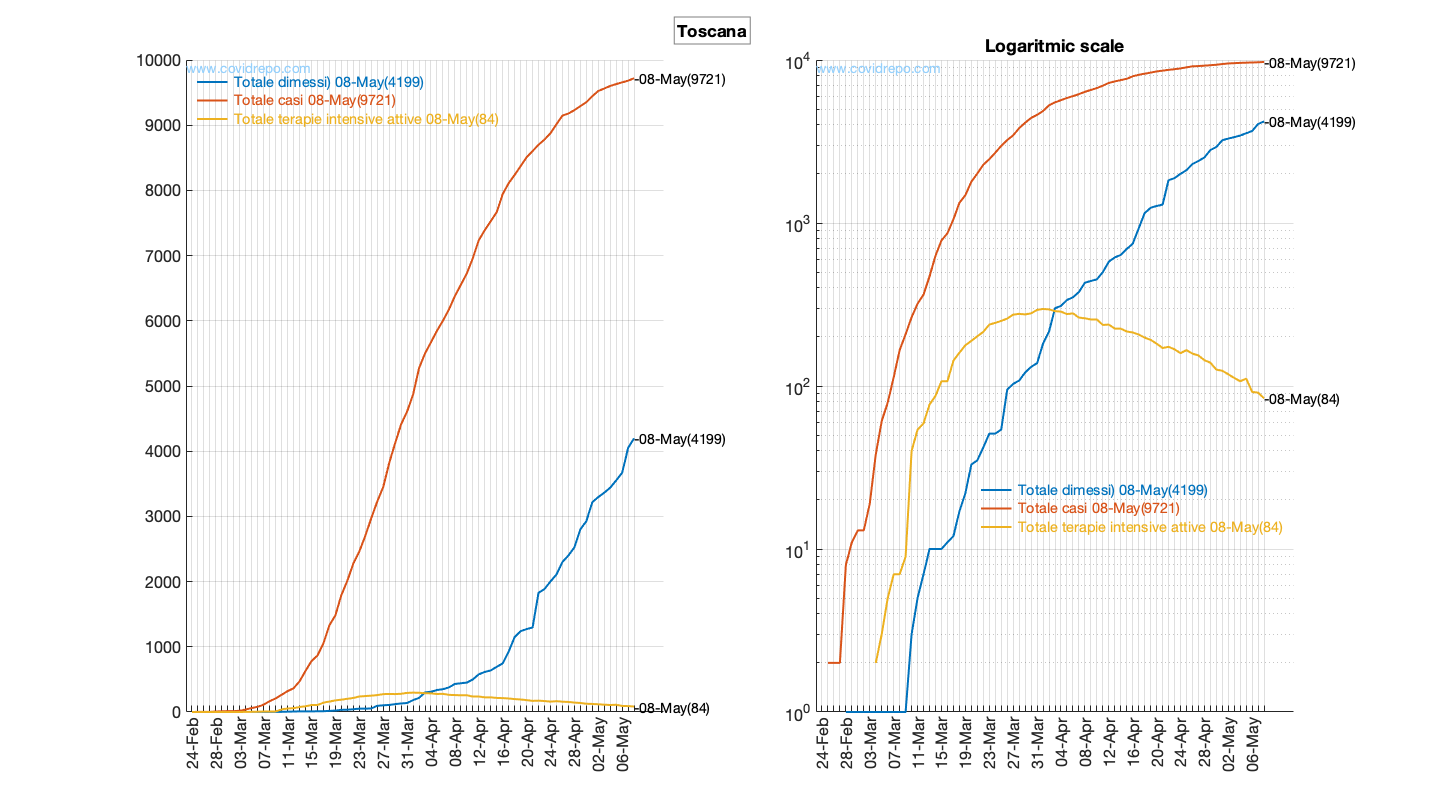 Toscana
www.covidrepo.com
Totale dimessi) 08-May(4199)
Totale casi 08-May(9721)
Totale terapie intensive attive 08-May(84)
10000
9000
8000
7000
6000
5000
4000
3000
2000
1000
0
-08-May(9721)
-08-May(4199)
-08-May(84)
24-Feb
28-Feb
03-Mar
07-Mar
11-Mar
15-Mar
19-Mar
23-Mar
27-Mar
31-Mar
04-Apr
08-Apr
12-Apr
16-Apr
20-Apr
24-Apr
28-Apr
02-May
06-May
Logaritmic scale
www.covidrepo.com
10^4
10^3
10^2
10^1
10^0
-08-May(9721)
-08-May(4199)
-08-May(84)
Totale dimessi) 08-May(4199)
Totale casi 08-May(9721)
Totale terapie intensive attive 08-May(84)
24-Feb
28-Feb
03-Mar
07-Mar
11-Mar
15-Mar
19-Mar
23-Mar
27-Mar
31-Mar
04-Apr
08-Apr
12-Apr
16-Apr
20-Apr
24-Apr
28-Apr
02-May
06-May